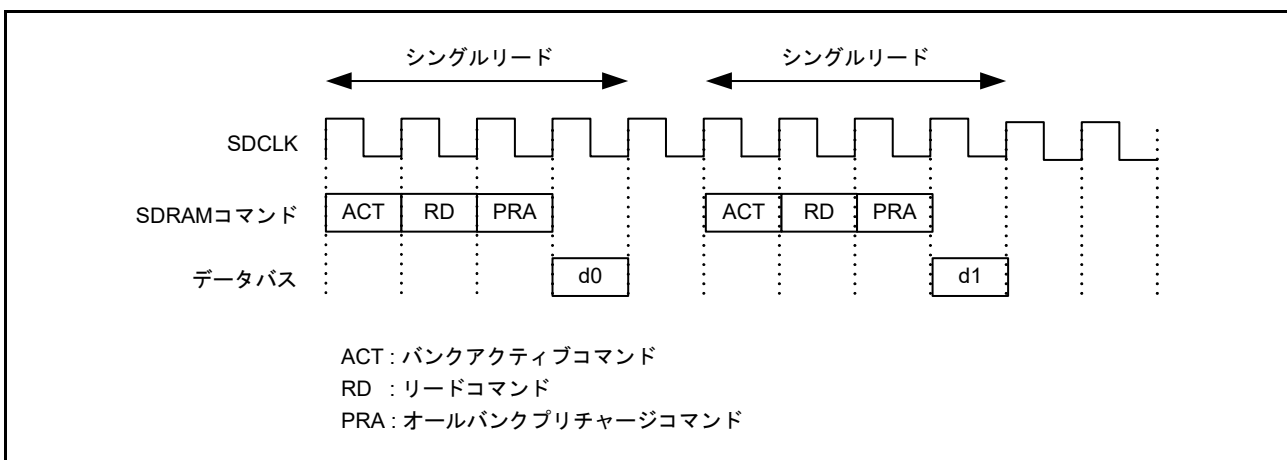 シングルリード シングルリード
SDCLK
SDRAMコマンド ACT RD PRA ACT RD PRA
データバス d0 d1
ACT : バンクアクティブコマンド
RD : リードコマンド
PRA : オールバンクプリチャージコマンド